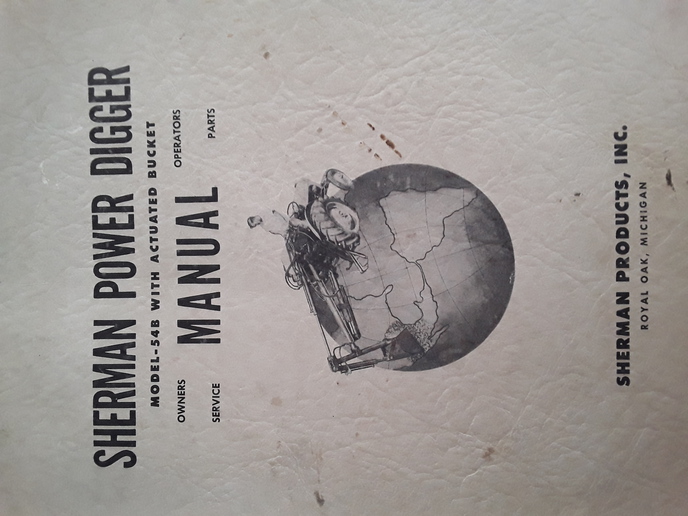 SHERMAN POWER DIGGER
MODEL-54B WITH ACTUATED BUCKET
OWNERS OPERATORS
MANUAL
SERVICE PARTS
SHERMAN PRODUCTS, INC.
ROYAL OAK, MICHIGAN